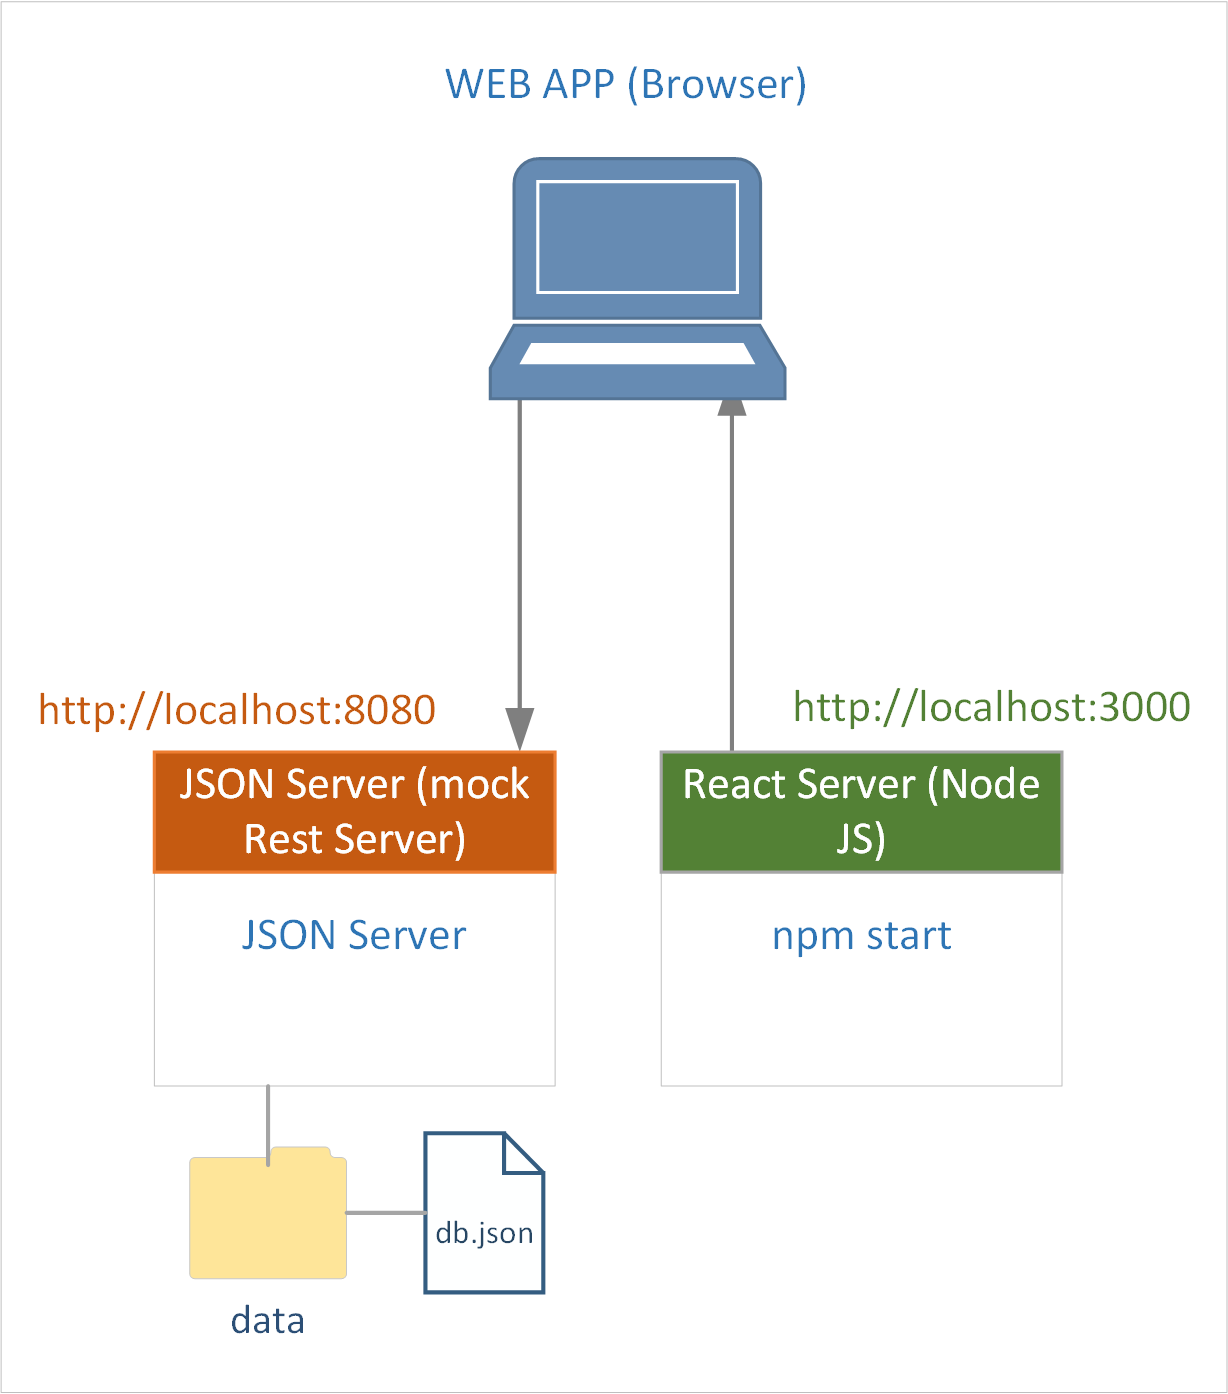 WEB APP (Browser)
http://localhost:8080
http://localhost:3000
JSON Server (mock
Rest Server)
React Server (Node
JS)
JSON Server
npm start
db.json
data